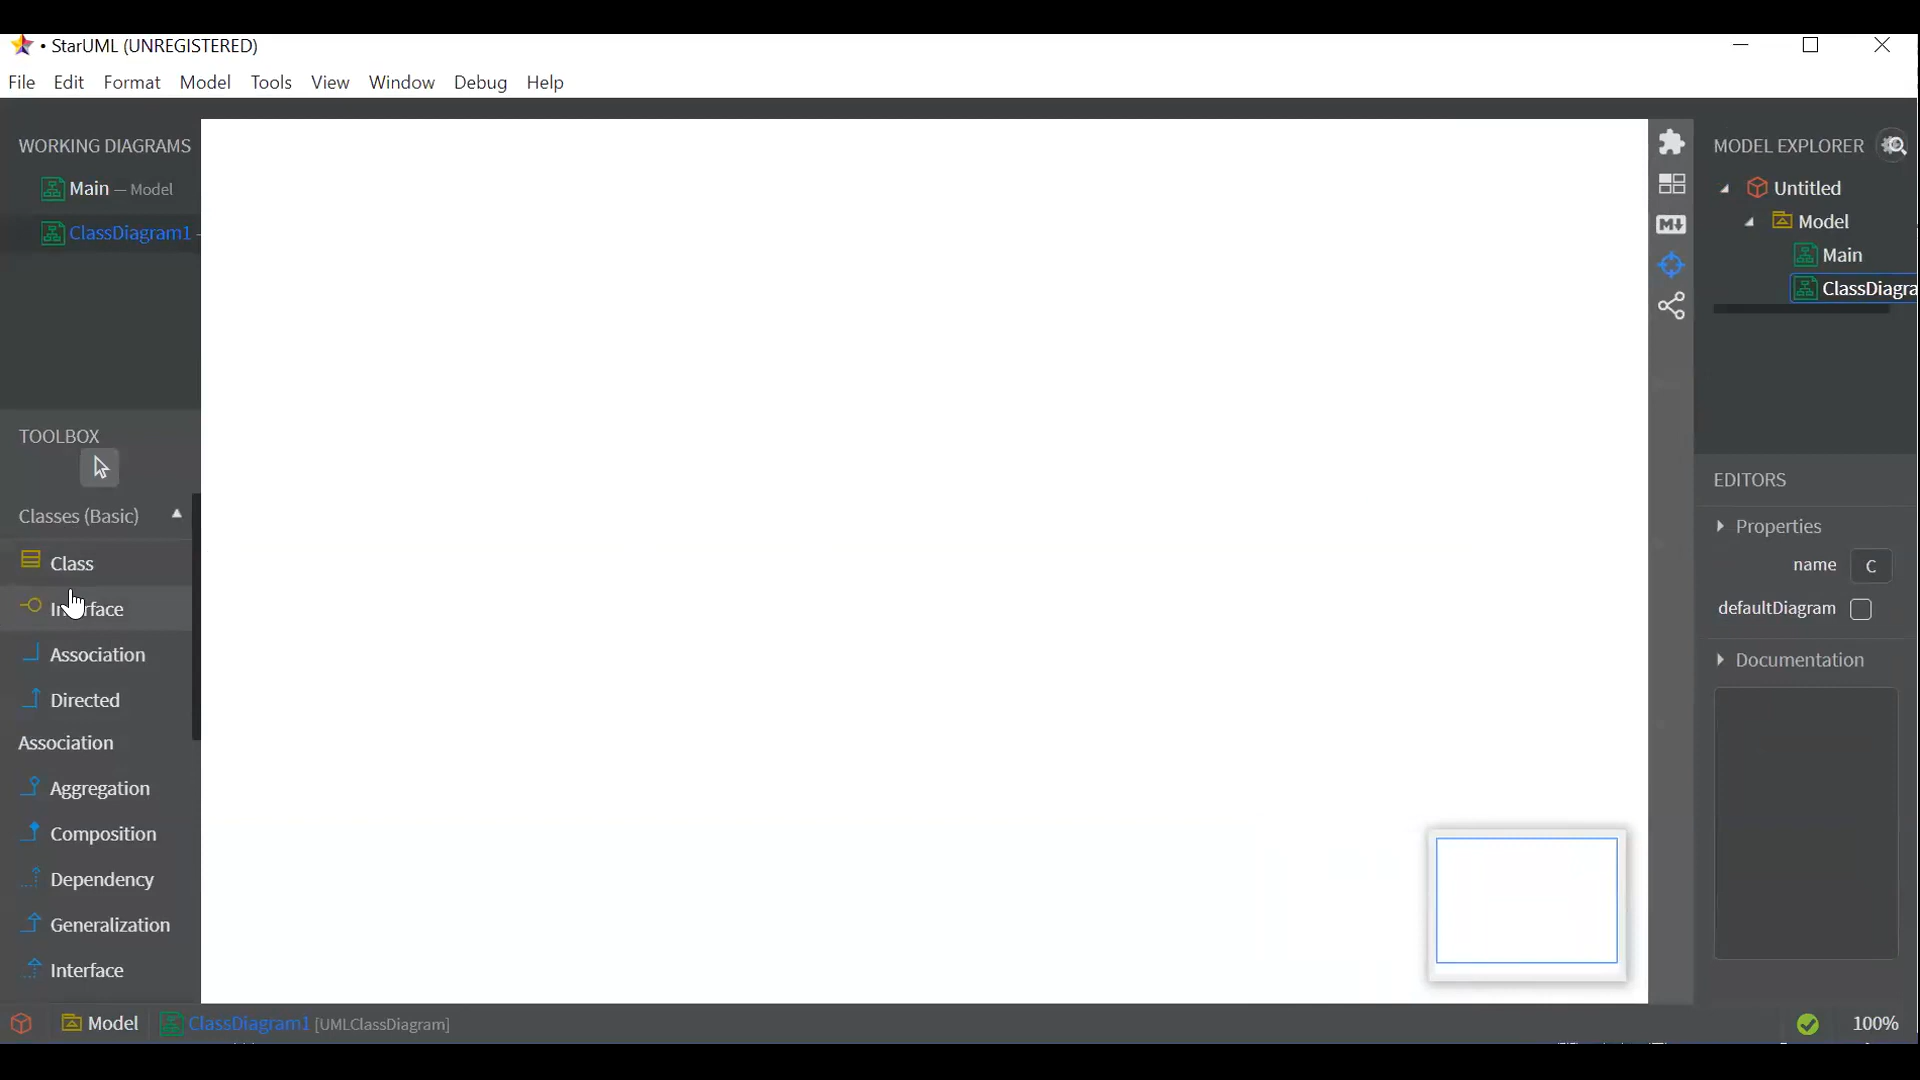 • StarUML (UNREGISTERED)
File Edit Format Model Tools View Window Debug Help
WORKING DIAGRAMS
Main — Model
ClassDiagram1 -
TOOLBOX
Classes (Basic)
Class
Interface
Association
Directed
Association
Aggregation
Composition
Dependency
Generalization
Interface
MODEL EXPLORER
Untitled
Model
Main
ClassDiagra
EDITORS
Properties
name C
defaultDiagram
Documentation
Model ClassDiagram1 [UMLClassDiagram]
100%